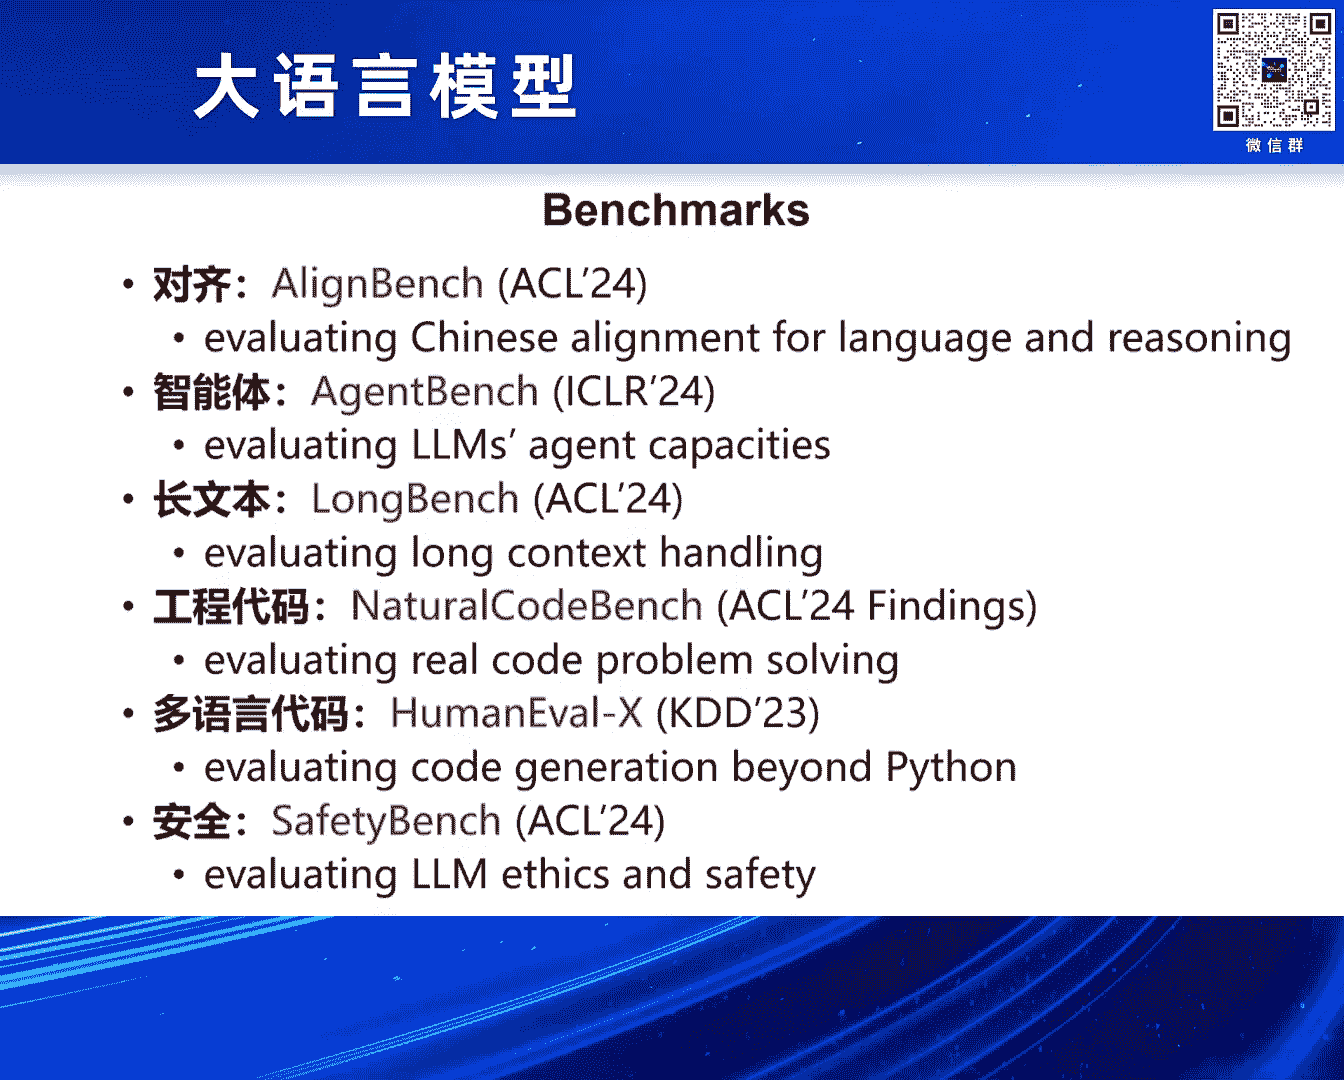 大语言模型
微信群
Benchmarks
• 对齐：AlignBench (ACL’24)
• evaluating Chinese alignment for language and reasoning
• 智能体：AgentBench (ICLR’24)
• evaluating LLMs’ agent capacities
• 长文本：LongBench (ACL’24)
• evaluating long context handling
• 工程代码：NaturalCodeBench (ACL’24 Findings)
• evaluating real code problem solving
• 多语言代码：HumanEval-X (KDD’23)
• evaluating code generation beyond Python
• 安全：SafetyBench (ACL’24)
• evaluating LLM ethics and safety